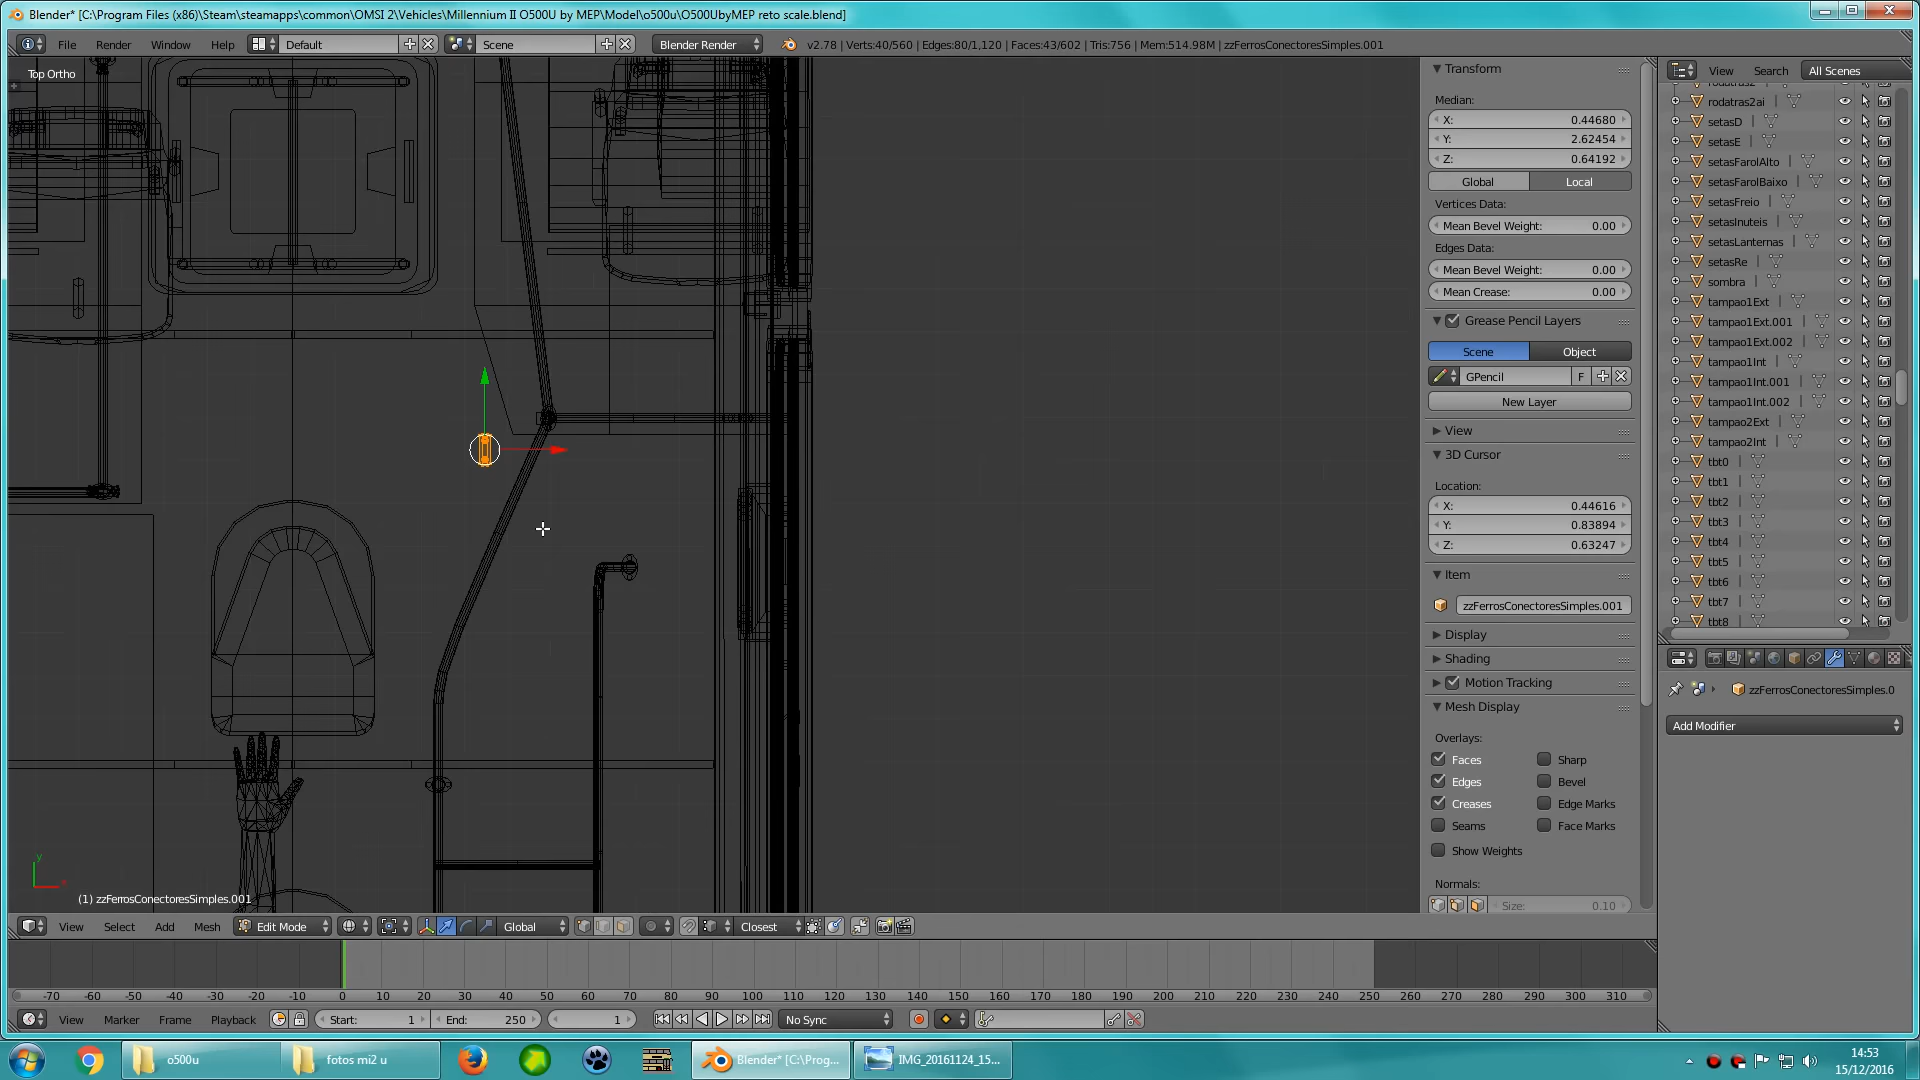 Blender* [C:\Program Files (x86)\Steam\steamapps\common\OMSI 2\Vehicles\Millennium II O500U by MEP\Model\o500u\O500UbyMEP reto scale.blend]
File Render Window Help Default Scene Blender Render v2.78 | Verts:40/560 | Edges:80/1,120 | Faces:43/602 | Tris:756 | Mem:514.98M | zzFerrosConectoresSimples.001
Top Ortho
(1) zzFerrosConectoresSimples.001
Transform
Median:
X: 0.44680
Y: 2.62454
Z: 0.64192
Global Local
Vertices Data:
Mean Bevel Weight: 0.00
Edges Data:
Mean Bevel Weight: 0.00
Mean Crease: 0.00
Grease Pencil Layers
Scene Object
GPencil F
New Layer
View
3D Cursor
Location:
X: 0.44616
Y: 0.83894
Z: 0.63247
Item
zzFerrosConectoresSimples.001
Display
Shading
Motion Tracking
Mesh Display
Overlays:
Faces Sharp
Edges Bevel
Creases Edge Marks
Seams Face Marks
Show Weights
Normals:
Size: 0.10
View Search All Scenes
rodatras2
rodatras2ai
setasD
setasE
setasFarolAlto
setasFarolBaixo
setasFreio
setasInuteis
setasLanternas
setasRe
sombra
tampao1Ext
tampao1Ext.001
tampao1Ext.002
tampao1Int
tampao1Int.001
tampao1Int.002
tampao2Ext
tampao2Int
tbt0
tbt1
tbt2
tbt3
tbt4
tbt5
tbt6
tbt7
tbt8
zzFerrosConectoresSimples.0
Add Modifier
View Select Add Mesh Edit Mode Global Closest
-70 -60 -50 -40 -30 -20 -10 0 10 20 30 40 50 60 70 80 90 100 110 120 130 140 150 160 170 180 190 200 210 220 230 240 250 260 270 280 290 300 310
View Marker Frame Playback Start: 1 End: 250 1 No Sync
o500u fotos mi2 u Blender* [C:\Prog... IMG_20161124_15...
14:53
15/12/2016